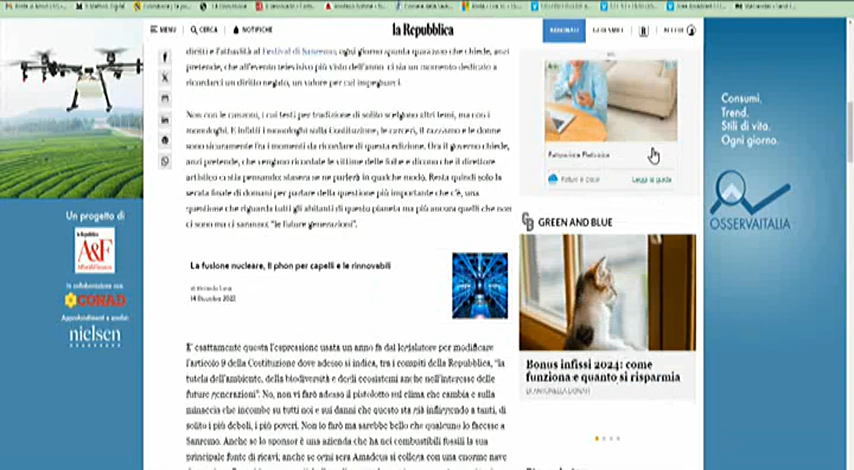 MENU
CERCA
NOTIFICHE
la Repubblica
ABBONATI
diritti e l'attualità al Festival di Sanremo, ogni giorno spunta qualcuno che chiede, anzi
pretende, che all'evento televisivo più visto dell'anno ci sia un momento dedicato a
ricordarci un diritto negato, un valore per cui impegnarci.
Non con le canzoni, i cui testi per tradizione di solito scelgono altri temi, ma con i
monologhi. E infatti i monologhi sulla Costituzione, le carceri, il razzismo e le donne
sono sicuramente fra i momenti da ricordare di questa edizione. Ora il governo chiede,
anzi pretende, che vengano ricordate le vittime delle foibe e dicono che il direttore
artistico ci stia pensando: stasera se ne parlerà in qualche modo. Resta quindi solo la
serata finale di domani per parlare della questione più importante che c'è, una
questione che riguarda tutti gli abitanti di questo pianeta ma più ancora quelli che non
ci sono ma ci saranno: "le future generazioni".
La fusione nucleare, il phon per capelli e le rinnovabili
di Riccardo Luna
14 Dicembre 2022
E' esattamente questa l'espressione usata un anno fa dal legislatore per modificare
l'articolo 9 della Costituzione dove adesso si indica, tra i compiti della Repubblica, "la
tutela dell'ambiente, della biodiversità e degli ecosistemi anche nell'interesse delle
future generazioni". No, non vi farò adesso il pistolotto sul clima che cambia e sulla
minaccia che incombe su tutti noi e sui danni che questo sta già infliggendo a tanti, di
solito i più deboli, i più poveri. Non lo farò ma sarebbe bello che qualcuno lo facesse a
Sanremo. Anche se lo sponsor è una azienda che ha nei combustibili fossili la sua
principale fonte di ricavi; anche se ogni sera Amadeus si collega con una enorme nave
Fatturazione Elettronica
Fatture in Cloud
Leggi la guida
GREEN AND BLUE
Bonus infissi 2024: come
funziona e quanto si risparmia
DI ANTONELLA DONATI
Un progetto di
la Repubblica
A&F
Affari&Finanza
In collaborazione con
CONAD
Approfondimenti e analisi:
nielsen
Consumi.
Trend.
Stili di vita.
Ogni giorno.
OSSERVAITALIA